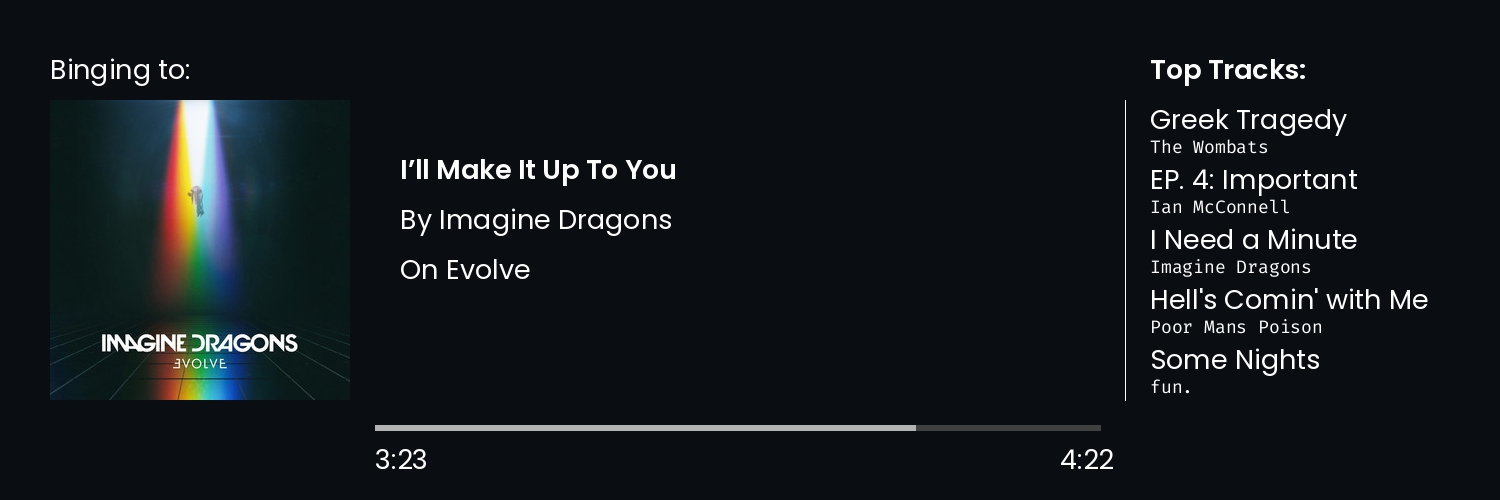 Binging to:
IMAGINE DRAGONS
EVOLVE
I’ll Make It Up To You
By Imagine Dragons
On Evolve
3:23
4:22
Top Tracks:
Greek Tragedy
The Wombats
EP. 4: Important
Ian McConnell
I Need a Minute
Imagine Dragons
Hell's Comin' with Me
Poor Mans Poison
Some Nights
fun.